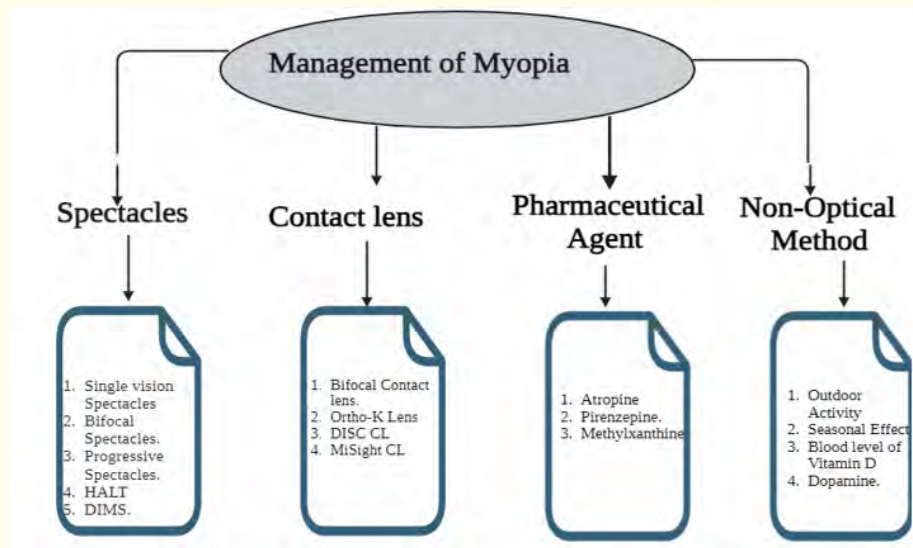 Management of Myopia
Spectacles
Contact lens
Pharmaceutical
Agent
Non-Optical
Method
1. Single vision
Spectacles
2. Bifocal
Spectacles.
3. Progressive
Spectacles.
4. HALT
5. DIMS.
1. Bifocal Contact
lens.
2. Ortho-K Lens
3. DISC CL
4. MiSight CL
1. Atropine
2. Pirenzepine.
3. Methylxanthine
1. Outdoor
Activity
2. Seasonal Effect
3. Blood level of
Vitamin D
4. Dopamine.